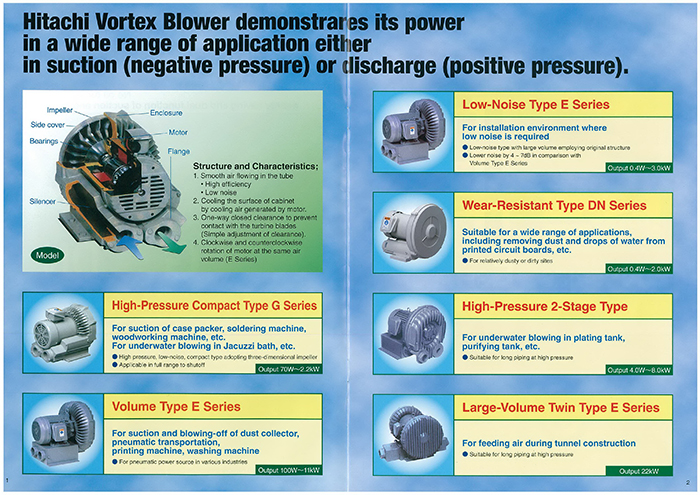 Hitachi Vortex Blower demonstrares its power
in a wide range of application either
in suction (negative pressure) or discharge (positive pressure).
Impeller
Enclosure
Side cover
Motor
Bearings
Flange
Silencer
Model
Structure and Characteristics;
1. Smooth air flowing in the tube
• High efficiency
• Low noise
2. Cooling the surface of cabinet
by cooling air generated by motor.
3. One-way closed clearance to prevent
contact with the turbine blades
(Simple adjustment of clearance).
4. Clockwise and counterclockwise
rotation of motor at the same air
volume (E Series)
High-Pressure Compact Type G Series
For suction of case packer, soldering machine,
woodworking machine, etc.
For underwater blowing in Jacuzzi bath, etc.
● High pressure, low-noise, compact type adopting three-dimensional impeller
● Applicable in full range to shutoff
Output 70W～2.2kW
Volume Type E Series
For suction and blowing-off of dust collector,
pneumatic transportation,
printing machine, washing machine
● For pneumatic power source in various industries
Output 100W～11kW
1
Low-Noise Type E Series
For installation environment where
low noise is required
● Low-noise type with large volume employing original structure
● Lower noise by 4 – 7dB in comparison with
Volume Type E Series
Output 0.4W～3.0kW
Wear-Resistant Type DN Series
Suitable for a wide range of applications,
including removing dust and drops of water from
printed circuit boards, etc.
● For relatively dusty or dirty sites
Output 0.4W～2.0kW
High-Pressure 2-Stage Type
For underwater blowing in plating tank,
purifying tank, etc.
● Suitable for long piping at high pressure
Output 4.0W～8.0kW
Large-Volume Twin Type E Series
For feeding air during tunnel construction
● Suitable for long piping at high pressure
Output 22kW
2